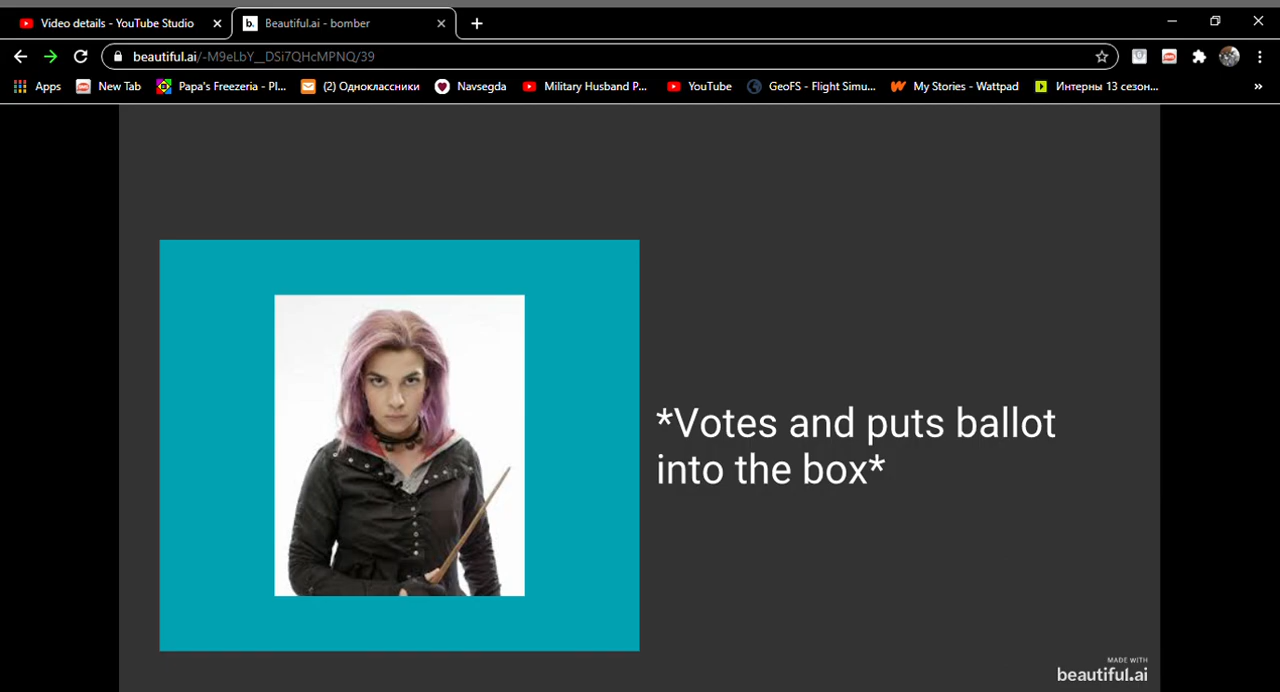 Video details - YouTube Studio
b. Beautiful.ai - bomber
beautiful.ai/-M9eLbY__DSi7QHcMPNQ/39
Apps
New Tab
Papa's Freezeria - Pl...
(2) Одноклассники
Navsegda
Military Husband P...
YouTube
GeoFS - Flight Simu...
My Stories - Wattpad
Интерны 13 сезон...
»
*Votes and puts ballot
into the box*
MADE WITH
beautiful.ai